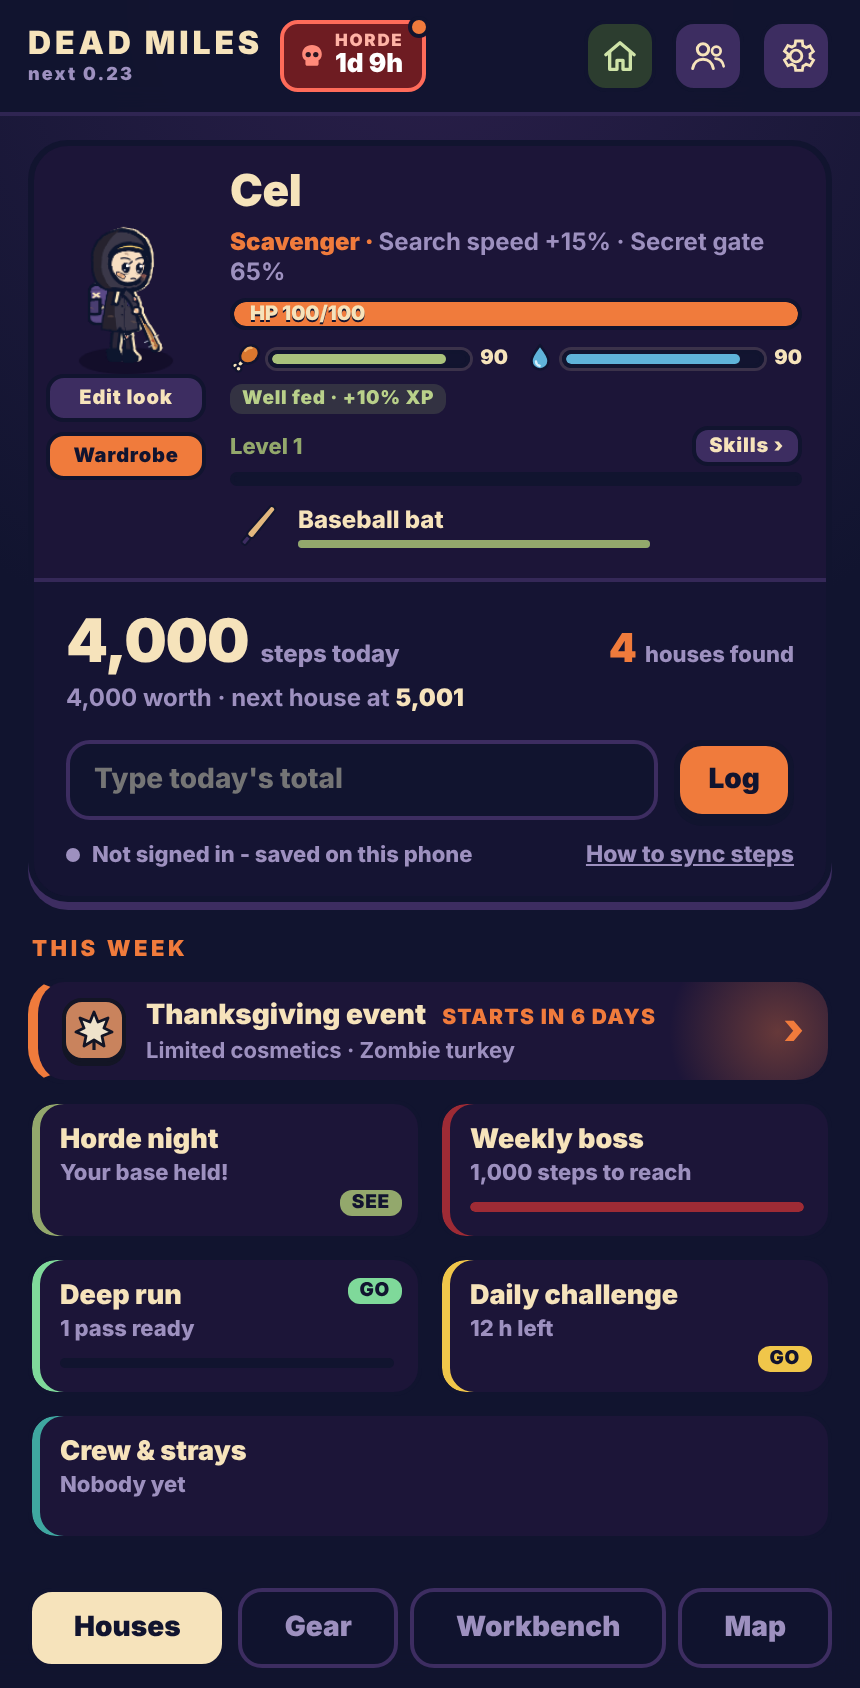 DEAD MILES
next 0.23
HORDE
1d 9h
Cel
Scavenger · Search speed +15% · Secret gate
65%
HP 100/100
90
90
Well fed · +10% XP
Level 1
Skills ›
Baseball bat
Edit look
Wardrobe
4,000 steps today
4 houses found
4,000 worth · next house at 5,001
Type today's total
Log
Not signed in - saved on this phone
How to sync steps
THIS WEEK
Thanksgiving event STARTS IN 6 DAYS
Limited cosmetics · Zombie turkey
Horde night
Your base held!
SEE
Weekly boss
1,000 steps to reach
Deep run
GO
1 pass ready
Daily challenge
12 h left
GO
Crew & strays
Nobody yet
Houses
Gear
Workbench
Map